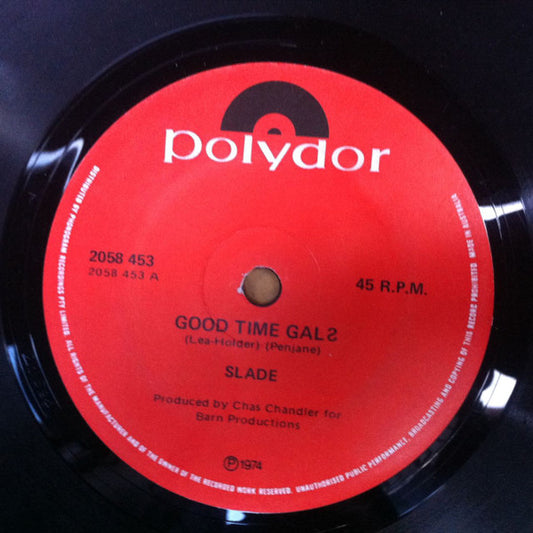 polydor
2058 453
2058 453 A
45 R.P.M.
GOOD TIME GALS
(Lea-Holder) (Penjane)
SLADE
Produced by Chas Chandler for
Barn Productions
Ⓟ1974
DISTRIBUTED BY PHONOGRAM RECORDINGS PTY LIMITED. ALL RIGHTS OF THE MANUFACTURER AND OF THE OWNER OF THE RECORDED WORK RESERVED. UNAUTHORISED PUBLIC PERFORMANCE, BROADCASTING AND COPYING OF THIS RECORD PROHIBITED. MADE IN AUSTRALIA